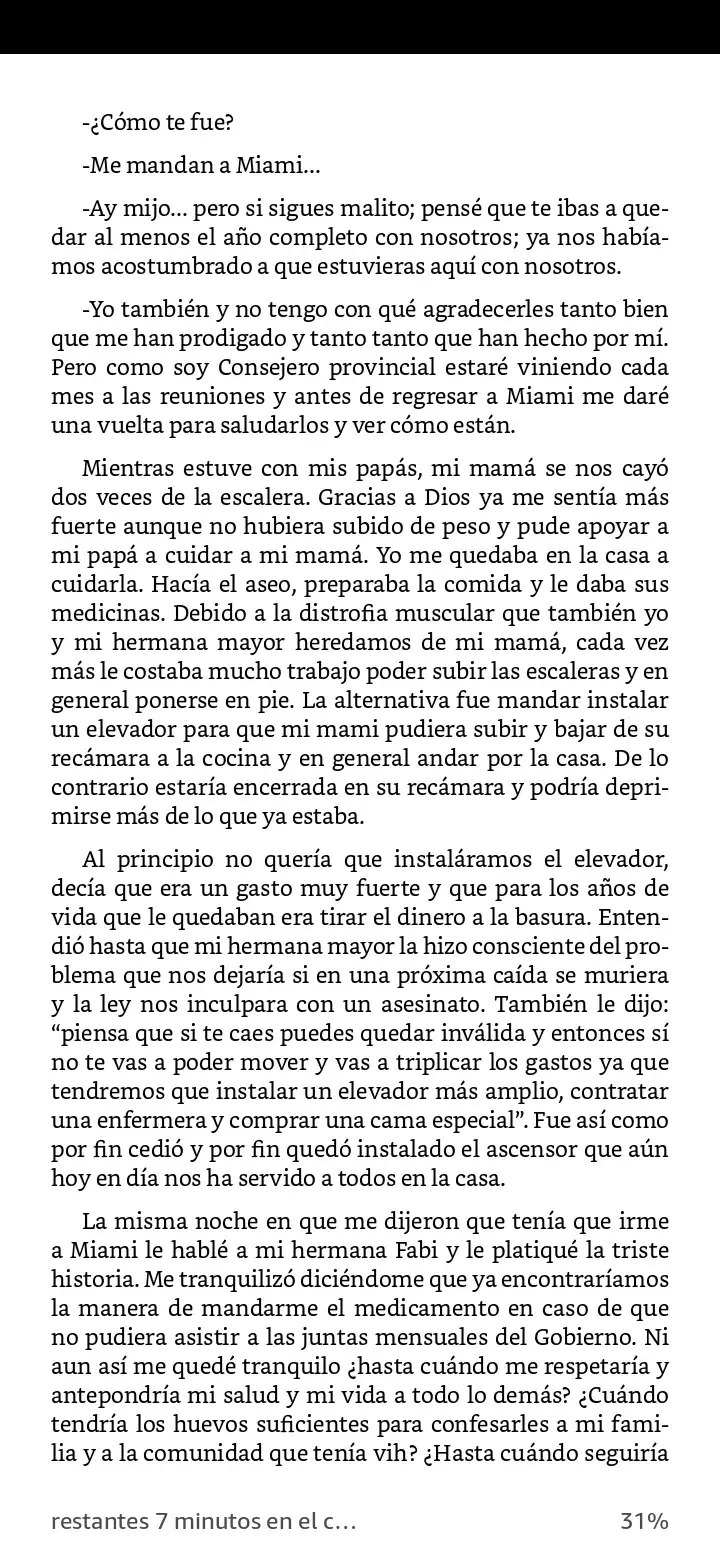 -¿Cómo te fue?
-Me mandan a Miami...
-Ay mijo... pero si sigues malito; pensé que te ibas a que-
dar al menos el año completo con nosotros; ya nos había-
mos acostumbrado a que estuvieras aquí con nosotros.
-Yo también y no tengo con qué agradecerles tanto bien
que me han prodigado y tanto tanto que han hecho por mí.
Pero como soy Consejero provincial estaré viniendo cada
mes a las reuniones y antes de regresar a Miami me daré
una vuelta para saludarlos y ver cómo están.
Mientras estuve con mis papás, mi mamá se nos cayó
dos veces de la escalera. Gracias a Dios ya me sentía más
fuerte aunque no hubiera subido de peso y pude apoyar a
mi papá a cuidar a mi mamá. Yo me quedaba en la casa a
cuidarla. Hacía el aseo, preparaba la comida y le daba sus
medicinas. Debido a la distrofia muscular que también yo
y mi hermana mayor heredamos de mi mamá, cada vez
más le costaba mucho trabajo poder subir las escaleras y en
general ponerse en pie. La alternativa fue mandar instalar
un elevador para que mi mami pudiera subir y bajar de su
recámara a la cocina y en general andar por la casa. De lo
contrario estaría encerrada en su recámara y podría depri-
mirse más de lo que ya estaba.
Al principio no quería que instaláramos el elevador,
decía que era un gasto muy fuerte y que para los años de
vida que le quedaban era tirar el dinero a la basura. Enten-
dió hasta que mi hermana mayor la hizo consciente del pro-
blema que nos dejaría si en una próxima caída se muriera
y la ley nos inculpara con un asesinato. También le dijo:
“piensa que si te caes puedes quedar inválida y entonces sí
no te vas a poder mover y vas a triplicar los gastos ya que
tendremos que instalar un elevador más amplio, contratar
una enfermera y comprar una cama especial”. Fue así como
por fin cedió y por fin quedó instalado el ascensor que aún
hoy en día nos ha servido a todos en la casa.
La misma noche en que me dijeron que tenía que irme
a Miami le hablé a mi hermana Fabi y le platiqué la triste
historia. Me tranquilizó diciéndome que ya encontraríamos
la manera de mandarme el medicamento en caso de que
no pudiera asistir a las juntas mensuales del Gobierno. Ni
aun así me quedé tranquilo ¿hasta cuándo me respetaría y
antepondría mi salud y mi vida a todo lo demás? ¿Cuándo
tendría los huevos suficientes para confesarles a mi fami-
lia y a la comunidad que tenía vih? ¿Hasta cuándo seguiría
restantes 7 minutos en el c... 31%